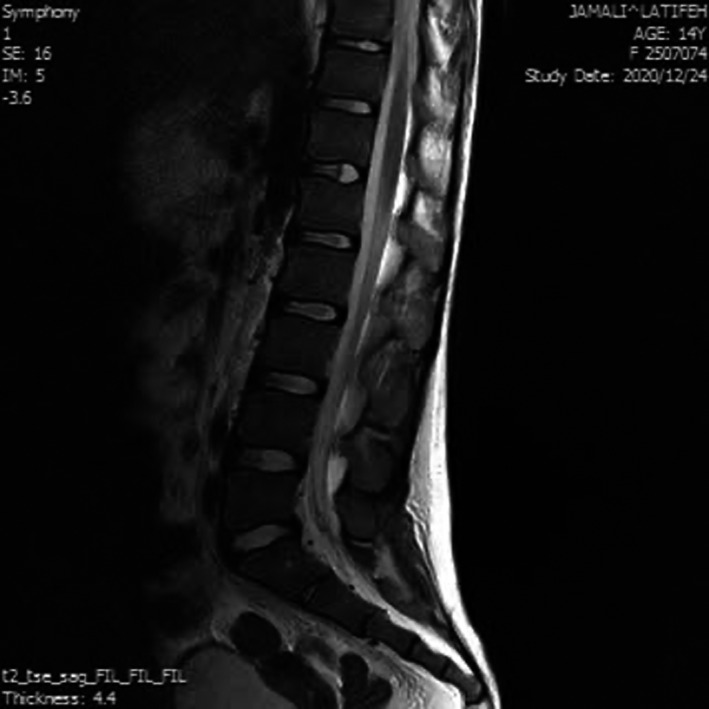 Symphony
1
SE: 16
IM: 5
-3.6
JAMALI^LATIFEH
AGE: 14Y
F 2507074
Study Date: 2020/12/24
t2_tse_sag_FIL_FIL_FIL
Thickness: 4.4